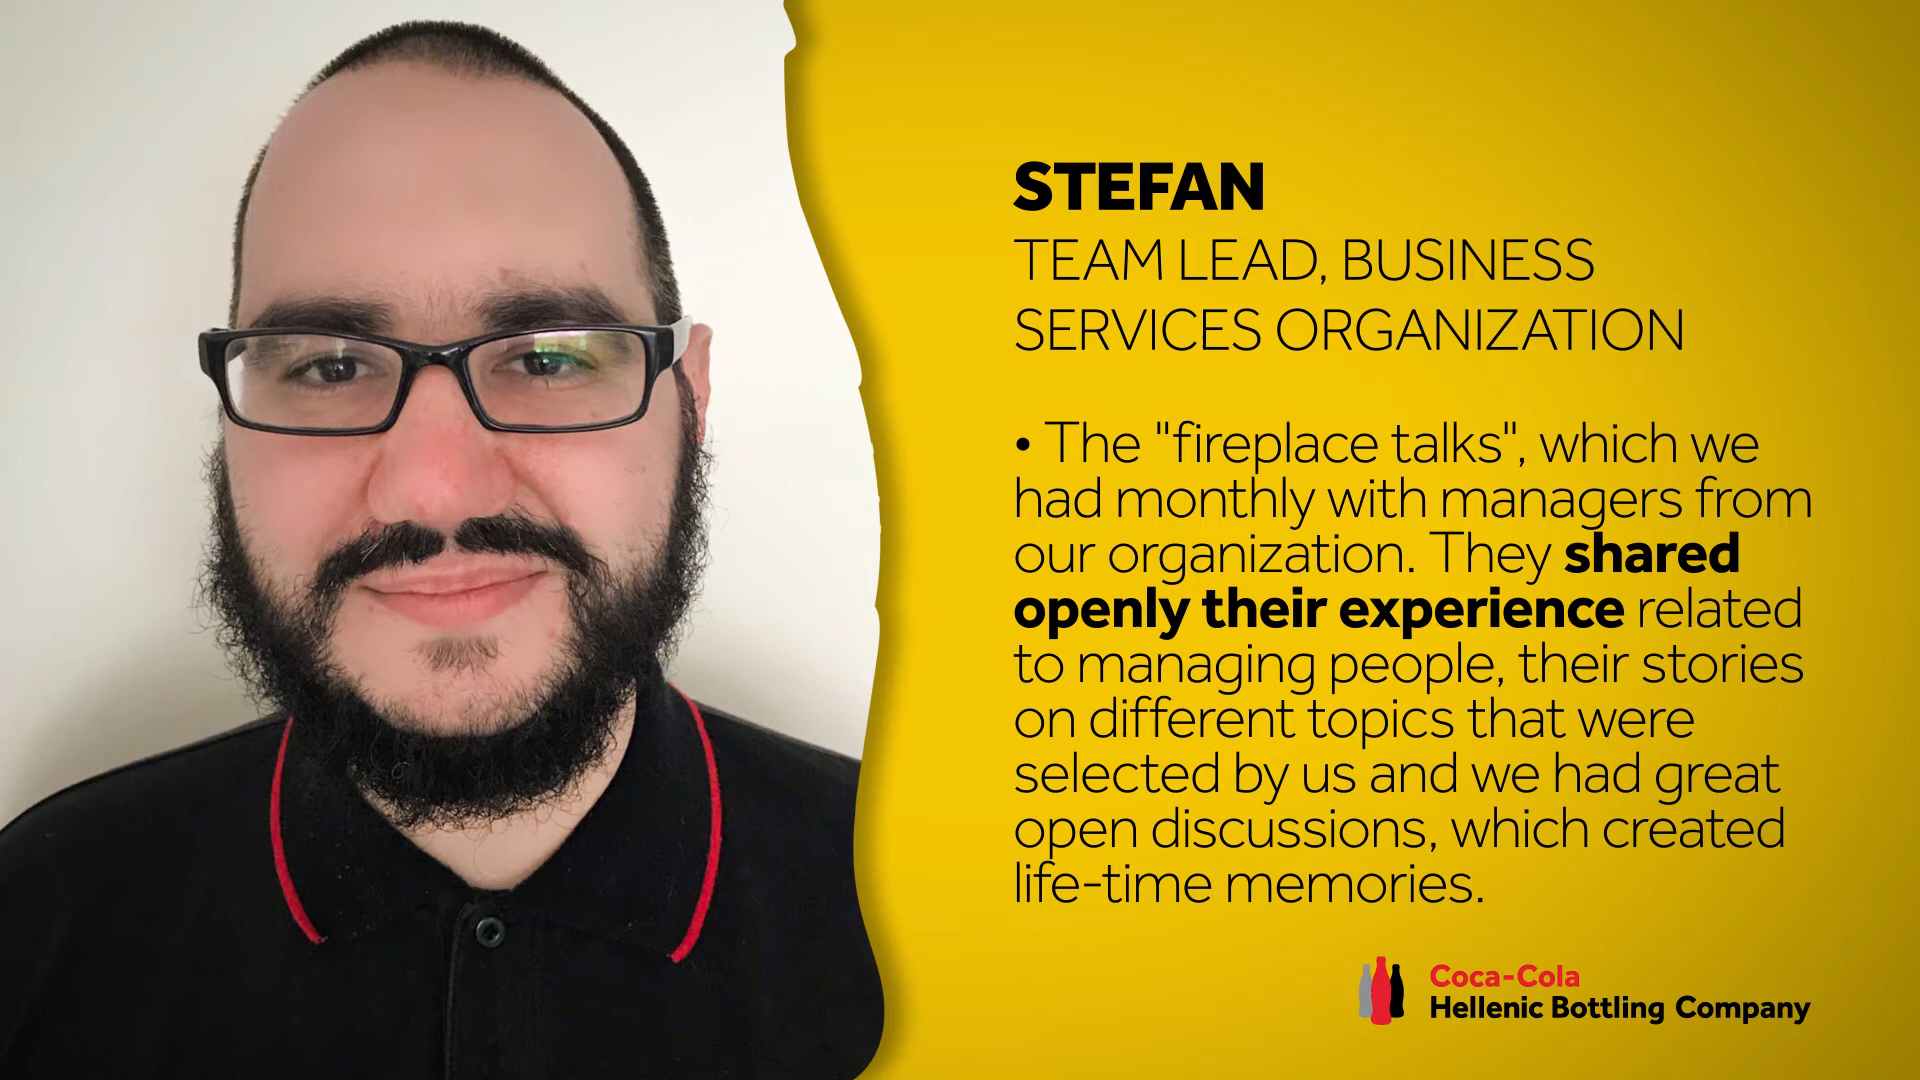 STEFAN
TEAM LEAD, BUSINESS
SERVICES ORGANIZATION
• The "fireplace talks", which we
had monthly with managers from
our organization. They shared
openly their experience related
to managing people, their stories
on different topics that were
selected by us and we had great
open discussions, which created
life-time memories.
Coca-Cola
Hellenic Bottling Company